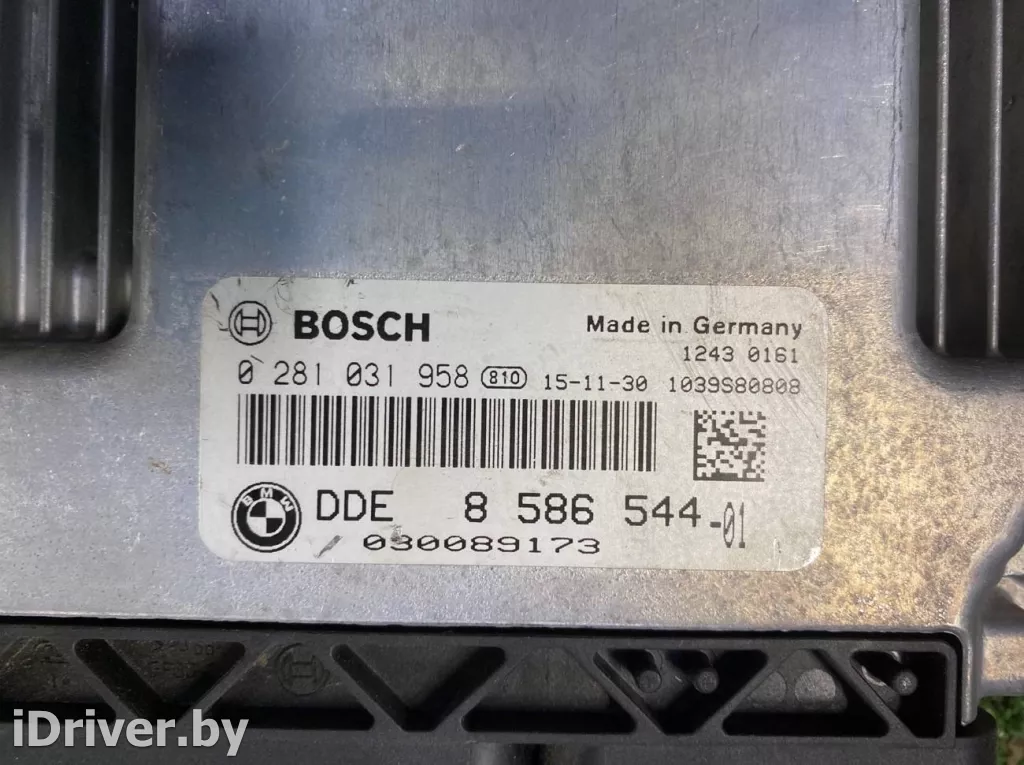 BOSCH Made in Germany
1243 0161
0 281 031 958 810 15-11-30 1039S80808
BMW DDE 8 586 544-01
030089173
iDriver.by